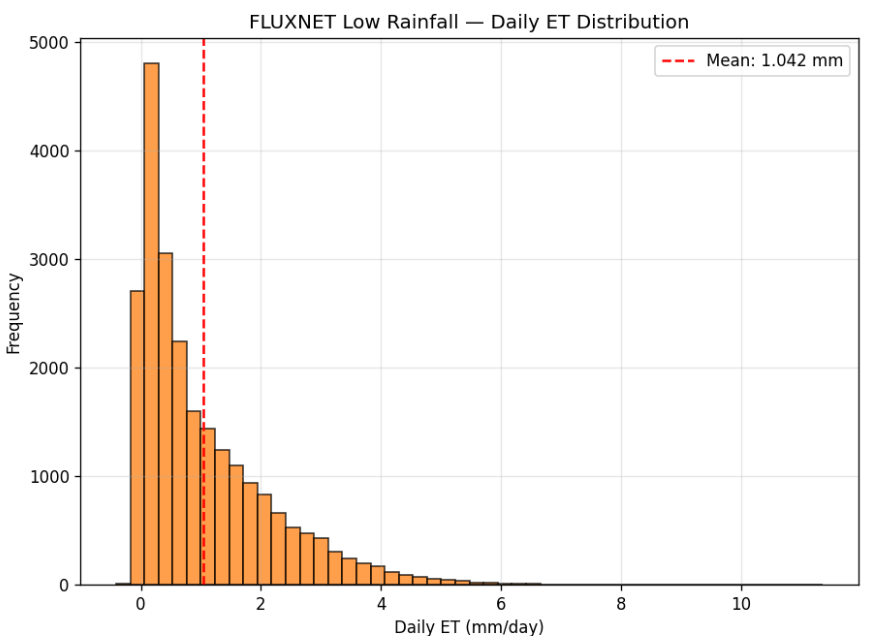 FLUXNET Low Rainfall — Daily ET Distribution
Mean: 1.042 mm
5000
4000
3000
2000
1000
0
Frequency
0 2 4 6 8 10
Daily ET (mm/day)